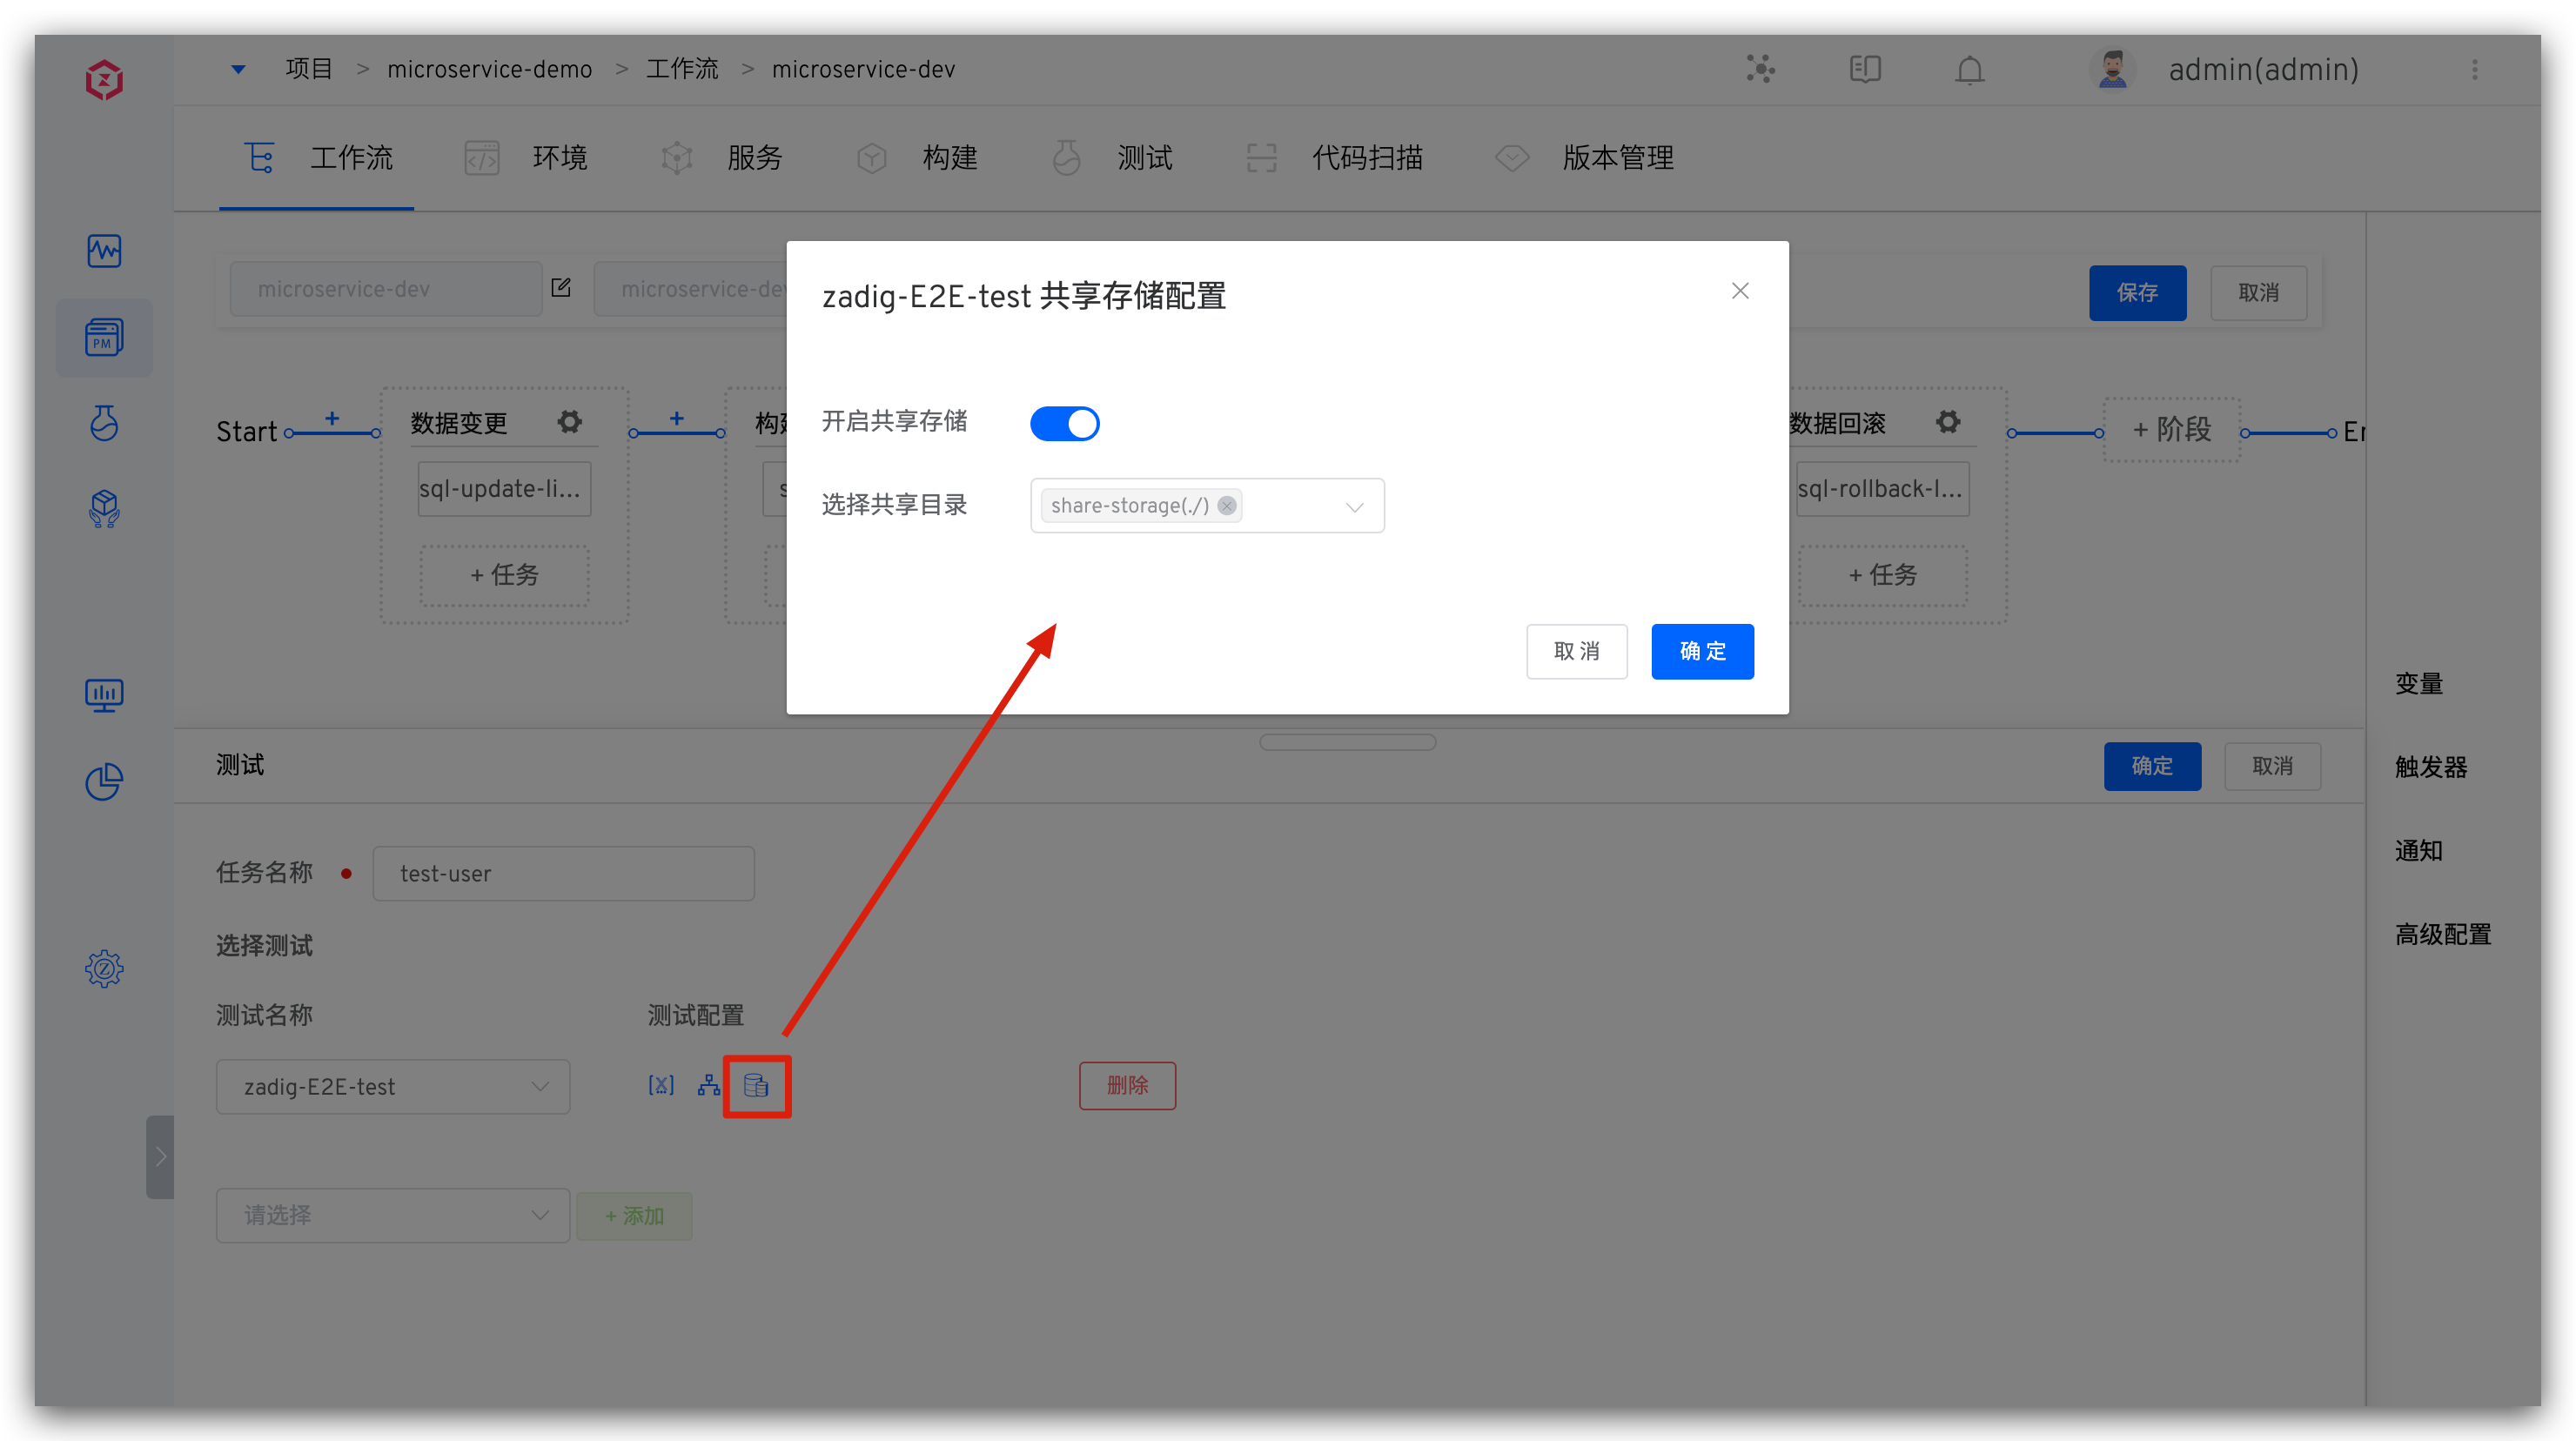 项目 > microservice-demo > 工作流 > microservice-dev
admin(admin)
工作流 环境 服务 构建 测试 代码扫描 版本管理
PM
microservice-dev
保存 取消
zadig-E2E-test 共享存储配置
开启共享存储
选择共享目录 share-storage(./)
取 消 确 定
Start 数据变更
sql-update-li...
+ 任务
数据回滚
sql-rollback-l...
+ 任务
+ 阶段
变量
触发器
通知
高级配置
测试
确定 取消
任务名称 test-user
选择测试
测试名称 测试配置
zadig-E2E-test [X] 删除
请选择 + 添加